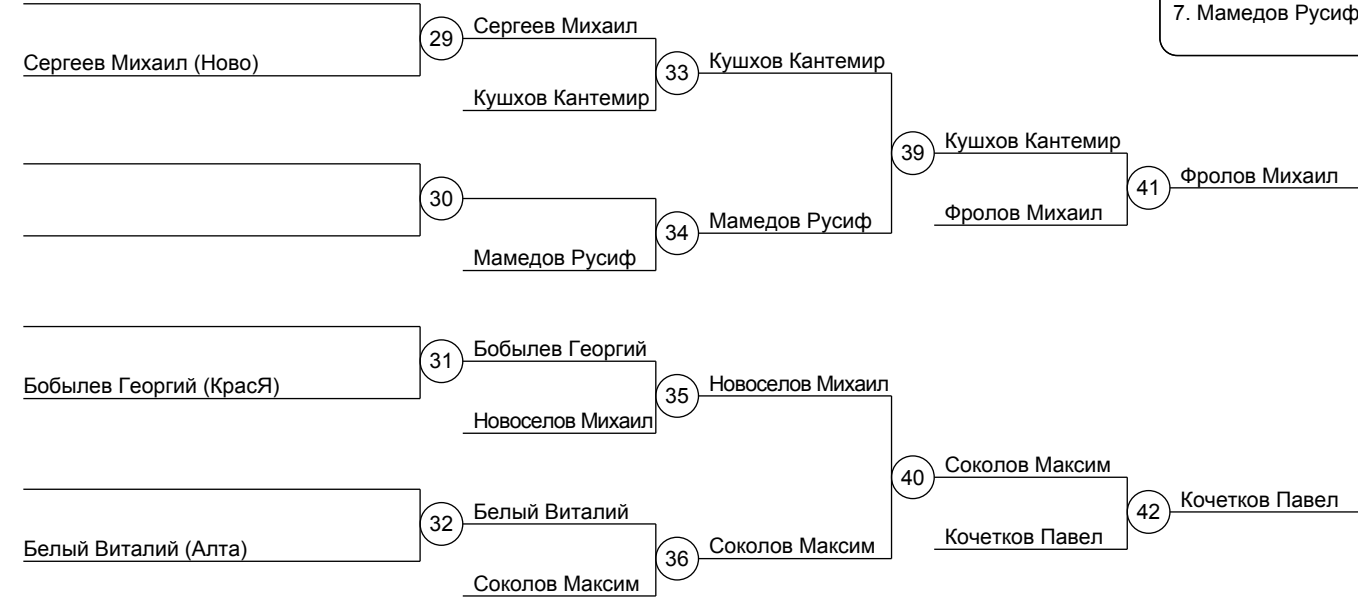 7. Мамедов Русиф
29
Сергеев Михаил
Сергеев Михаил (Ново)
33
Кушхов Кантемир
Кушхов Кантемир
39
Кушхов Кантемир
41
Фролов Михаил
30
34
Мамедов Русиф
Фролов Михаил
Мамедов Русиф
31
Бобылев Георгий
Бобылев Георгий (КрасЯ)
35
Новоселов Михаил
Новоселов Михаил
40
Соколов Максим
42
Кочетков Павел
32
Белый Виталий
Кочетков Павел
Белый Виталий (Алта)
36
Соколов Максим
Соколов Максим